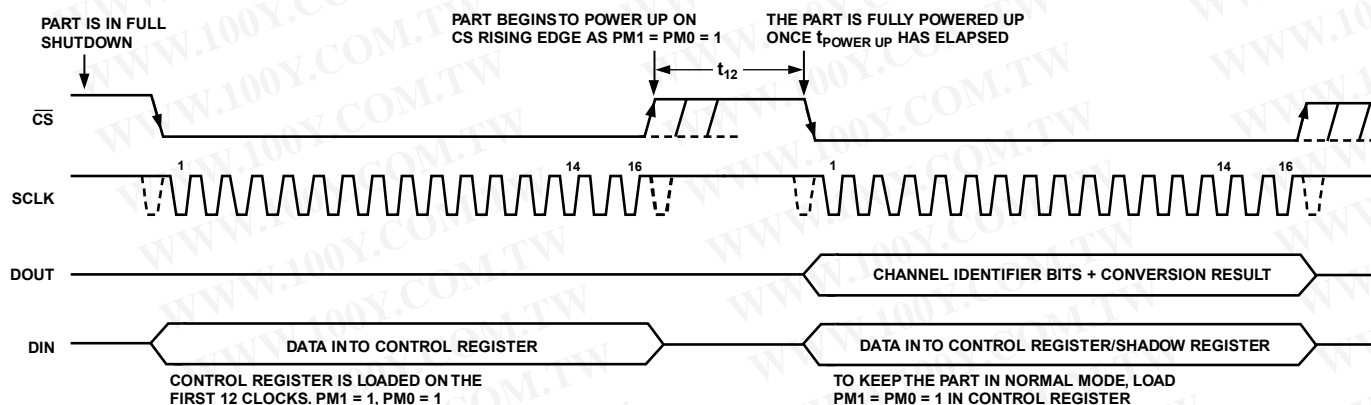 PART IS IN FULL
SHUTDOWN
PART BEGINS TO POWER UP ON
CS RISING EDGE AS PM1 = PM0 = 1
THE PART IS FULLY POWERED UP
ONCE tPOWER UP HAS ELAPSED
t12
CS
SCLK
1
14
16
1
14
16
DOUT
CHANNEL IDENTIFIER BITS + CONVERSION RESULT
DIN
DATA INTO CONTROL REGISTER
DATA INTO CONTROL REGISTER/SHADOW REGISTER
CONTROL REGISTER IS LOADED ON THE
FIRST 12 CLOCKS, PM1 = 1, PM0 = 1
TO KEEP THE PART IN NORMAL MODE, LOAD
PM1 = PM0 = 1 IN CONTROL REGISTER
WWW.100Y.COM.TW